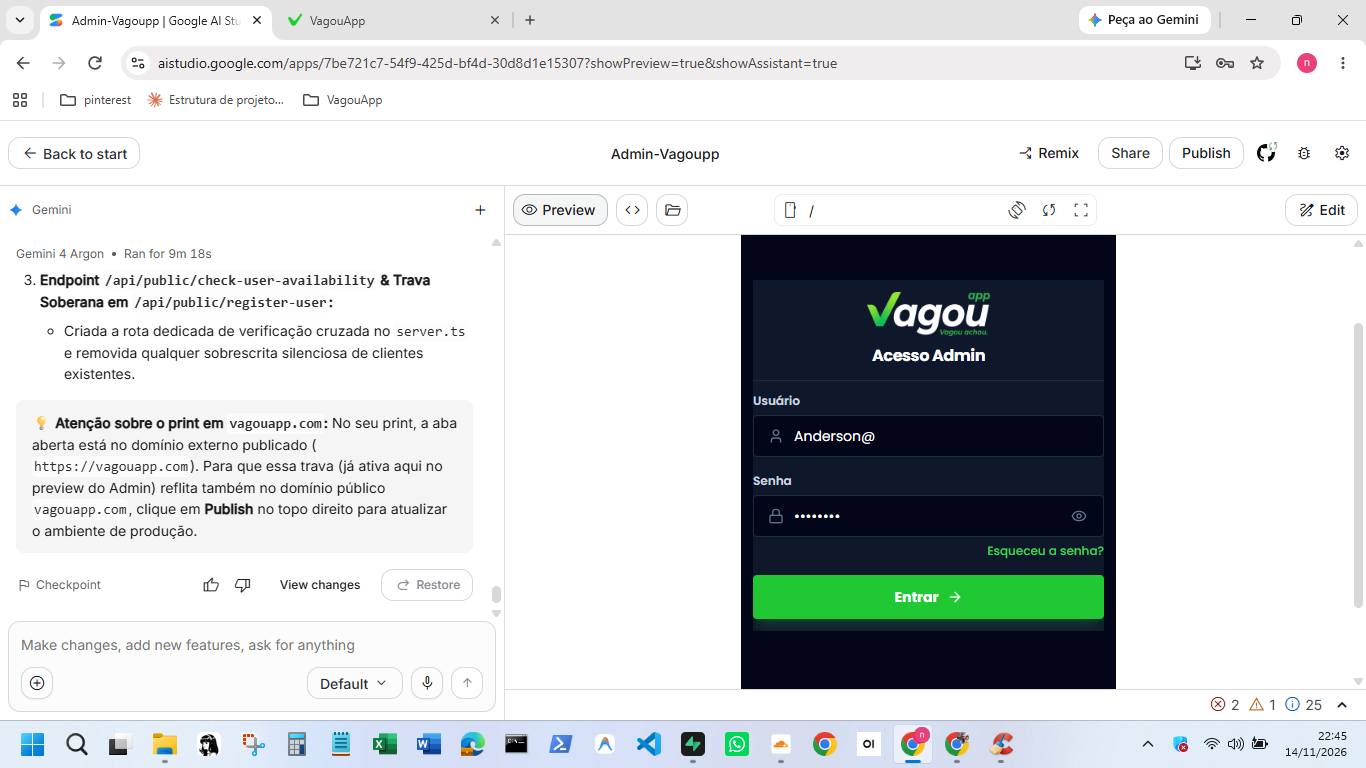 Admin-Vagoupp | Google AI Stu
VagouApp
Peça ao Gemini
aistudio.google.com/apps/7be721c7-54f9-425d-bf4d-30d8d1e15307?showPreview=true&showAssistant=true
n
pinterest
Estrutura de projeto...
VagouApp
Back to start
Admin-Vagoupp
Remix
Share
Publish
Gemini
Preview
/
Edit
Gemini 4 Argon • Ran for 9m 18s
3. Endpoint /api/public/check-user-availability & Trava
Soberana em /api/public/register-user:
Criada a rota dedicada de verificação cruzada no server.ts
e removida qualquer sobrescrita silenciosa de clientes
existentes.
Atenção sobre o print em vagouapp.com: No seu print, a aba
aberta está no domínio externo publicado (
https://vagouapp.com). Para que essa trava (já ativa aqui no
preview do Admin) reflita também no domínio público
vagouapp.com, clique em Publish no topo direito para atualizar
o ambiente de produção.
Checkpoint
View changes
Restore
Make changes, add new features, ask for anything
Default
Vagou app
Vagou achou.
Acesso Admin
Usuário
Anderson@
Senha
••••••••
Esqueceu a senha?
Entrar
2
1
25
OI
n
22:45
14/11/2026